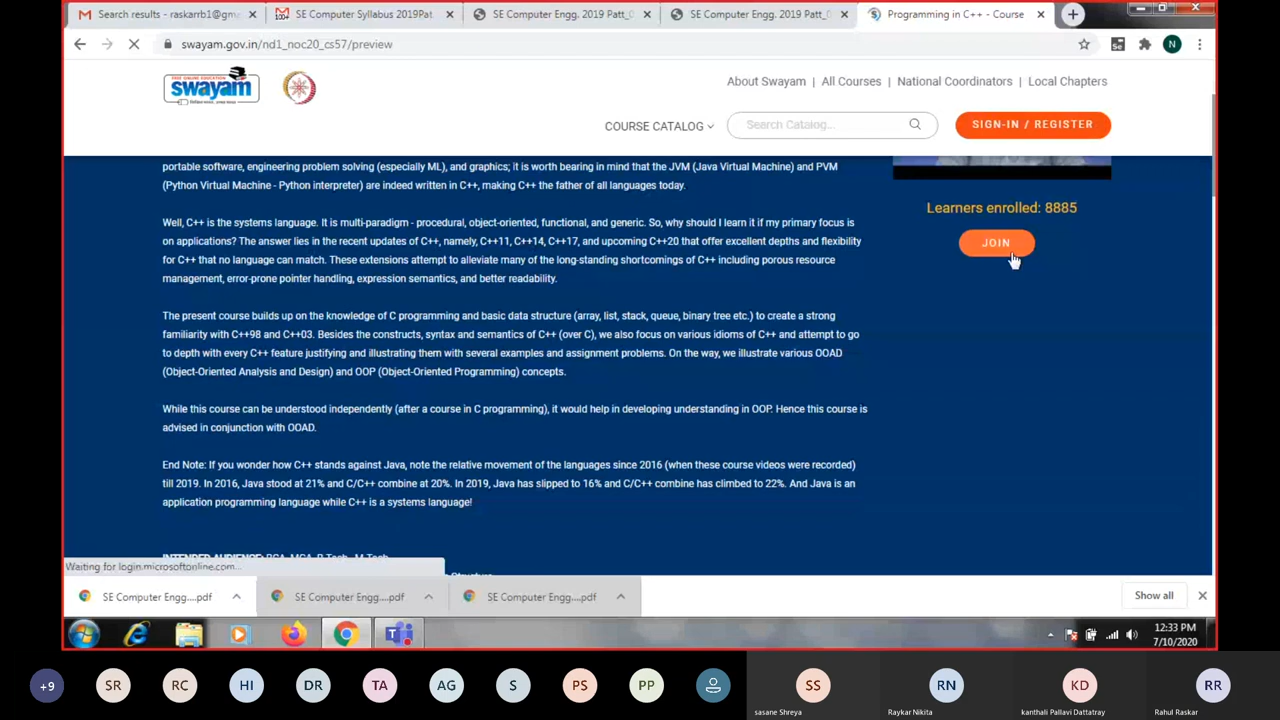 Search results - raskarrb1@gma
SE Computer Syllabus 2019Pat
SE Computer Engg. 2019 Patt_0
SE Computer Engg. 2019 Patt_0
Programming in C++ - Course
swayam.gov.in/nd1_noc20_cs57/preview
N
FREE ONLINE EDUCATION
swayam
About Swayam | All Courses | National Coordinators | Local Chapters
COURSE CATALOG
Search Catalog...
SIGN-IN / REGISTER
portable software, engineering problem solving (especially ML), and graphics; it is worth bearing in mind that the JVM (Java Virtual Machine) and PVM
(Python Virtual Machine - Python interpreter) are indeed written in C++, making C++ the father of all languages today.
Learners enrolled: 8885
JOIN
Well, C++ is the systems language. It is multi-paradigm - procedural, object-oriented, functional, and generic. So, why should I learn it if my primary focus is
on applications? The answer lies in the recent updates of C++, namely, C++11, C++14, C++17, and upcoming C++20 that offer excellent depths and flexibility
for C++ that no language can match. These extensions attempt to alleviate many of the long-standing shortcomings of C++ including porous resource
management, error-prone pointer handling, expression semantics, and better readability.
The present course builds up on the knowledge of C programming and basic data structure (array, list, stack, queue, binary tree etc.) to create a strong
familiarity with C++98 and C++03. Besides the constructs, syntax and semantics of C++ (over C), we also focus on various idioms of C++ and attempt to go
to depth with every C++ feature justifying and illustrating them with several examples and assignment problems. On the way, we illustrate various OOAD
(Object-Oriented Analysis and Design) and OOP (Object-Oriented Programming) concepts.
While this course can be understood independently (after a course in C programming), it would help in developing understanding in OOP. Hence this course is
advised in conjunction with OOAD.
End Note: If you wonder how C++ stands against Java, note the relative movement of the languages since 2016 (when these course videos were recorded)
till 2019. In 2016, Java stood at 21% and C/C++ combine at 20%. In 2019, Java has slipped to 16% and C/C++ combine has climbed to 22%. And Java is an
application programming language while C++ is a systems language!
INTENDED AUDIENCE: BCA, MCA, B.Tech, M.Tech
Structure
Waiting for login.microsoftonline.com...
SE Computer Engg....pdf
SE Computer Engg....pdf
SE Computer Engg....pdf
Show all
12:33 PM
7/10/2020
+9
SR
RC
HI
DR
TA
AG
S
PS
PP
SS
sasane Shreya
RN
Raykar Nikita
KD
kanthali Pallavi Dattatray
RR
Rahul Raskar